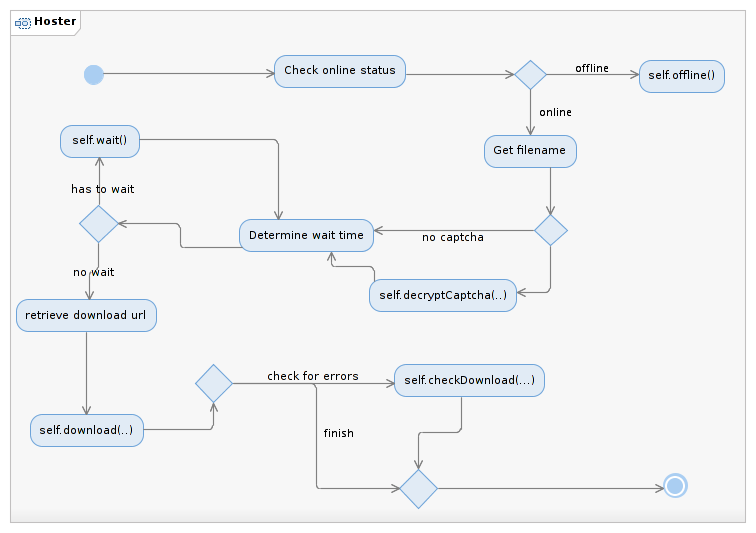 Hoster
Check online status
offline
self.offline()
online
self.wait()
Get filename
has to wait
Determine wait time
no captcha
no wait
self.decryptCaptcha(..)
retrieve download url
check for errors
self.checkDownload(...)
self.download(..)
finish